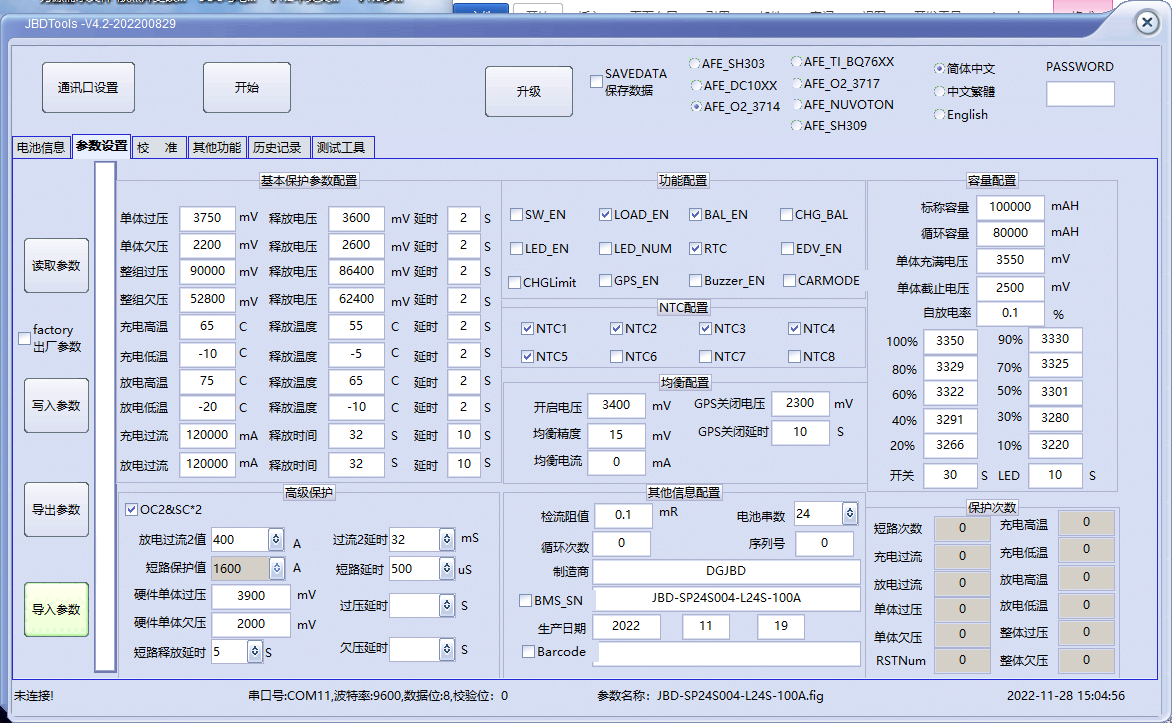 JBDTools -V4.2-202200829
通讯口设置 开始 升级
SAVEDATA
保存数据
AFE_SH303 AFE_TI_BQ76XX
AFE_DC10XX AFE_O2_3717
AFE_O2_3714 AFE_NUVOTON
AFE_SH309
简体中文
中文繁體
English
PASSWORD
电池信息 参数设置 校 准 其他功能 历史记录 测试工具
读取参数
factory
出厂参数
写入参数
导出参数
导入参数
基本保护参数配置
单体过压 3750 mV 释放电压 3600 mV 延时 2 S
单体欠压 2200 mV 释放电压 2600 mV 延时 2 S
整组过压 90000 mV 释放电压 86400 mV 延时 2 S
整组欠压 52800 mV 释放电压 62400 mV 延时 2 S
充电高温 65 C 释放温度 55 C 延时 2 S
充电低温 -10 C 释放温度 -5 C 延时 2 S
放电高温 75 C 释放温度 65 C 延时 2 S
放电低温 -20 C 释放温度 -10 C 延时 2 S
充电过流 120000 mA 释放时间 32 S 延时 10 S
放电过流 120000 mA 释放时间 32 S 延时 10 S
功能配置
SW_EN LOAD_EN BAL_EN CHG_BAL
LED_EN LED_NUM RTC EDV_EN
CHGLimit GPS_EN Buzzer_EN CARMODE
NTC配置
NTC1 NTC2 NTC3 NTC4
NTC5 NTC6 NTC7 NTC8
均衡配置
开启电压 3400 mV GPS关闭电压 2300 mV
均衡精度 15 mV GPS关闭延时 10 S
均衡电流 0 mA
容量配置
标称容量 100000 mAH
循环容量 80000 mAH
单体充满电压 3550 mV
单体截止电压 2500 mV
自放电率 0.1 %
100% 3350 90% 3330
80% 3329 70% 3325
60% 3322 50% 3301
40% 3291 30% 3280
20% 3266 10% 3220
开关 30 S LED 10 S
高级保护
OC2&SC*2
放电过流2值 400 A 过流2延时 32 mS
短路保护值 1600 A 短路延时 500 uS
硬件单体过压 3900 mV 过压延时 S
硬件单体欠压 2000 mV
短路释放延时 5 S 欠压延时 S
其他信息配置
检流阻值 0.1 mR 电池串数 24
循环次数 0 序列号 0
制造商 DGJBD
BMS_SN JBD-SP24S004-L24S-100A
生产日期 2022 11 19
Barcode
保护次数
短路次数 0 充电高温 0
充电过流 0 充电低温 0
放电过流 0 放电高温 0
单体过压 0 放电低温 0
单体欠压 0 整体过压 0
RSTNum 0 整体欠压 0
未连接! 串口号:COM11,波特率:9600,数据位:8,校验位：0 参数名称：JBD-SP24S004-L24S-100A.fig 2022-11-28 15:04:56